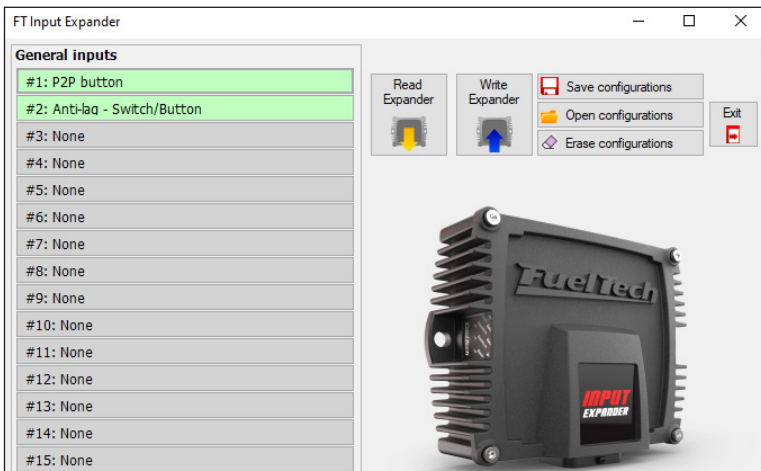 FT Input Expander
General inputs
#1: P2P button
#2: Anti-lag - Switch/Button
#3: None
#4: None
#5: None
#6: None
#7: None
#8: None
#9: None
#10: None
#11: None
#12: None
#13: None
#14: None
#15: None
Read
Expander
Write
Expander
Save configurations
Open configurations
Erase configurations
Exit
FuelTech
INPUT
EXPANDER